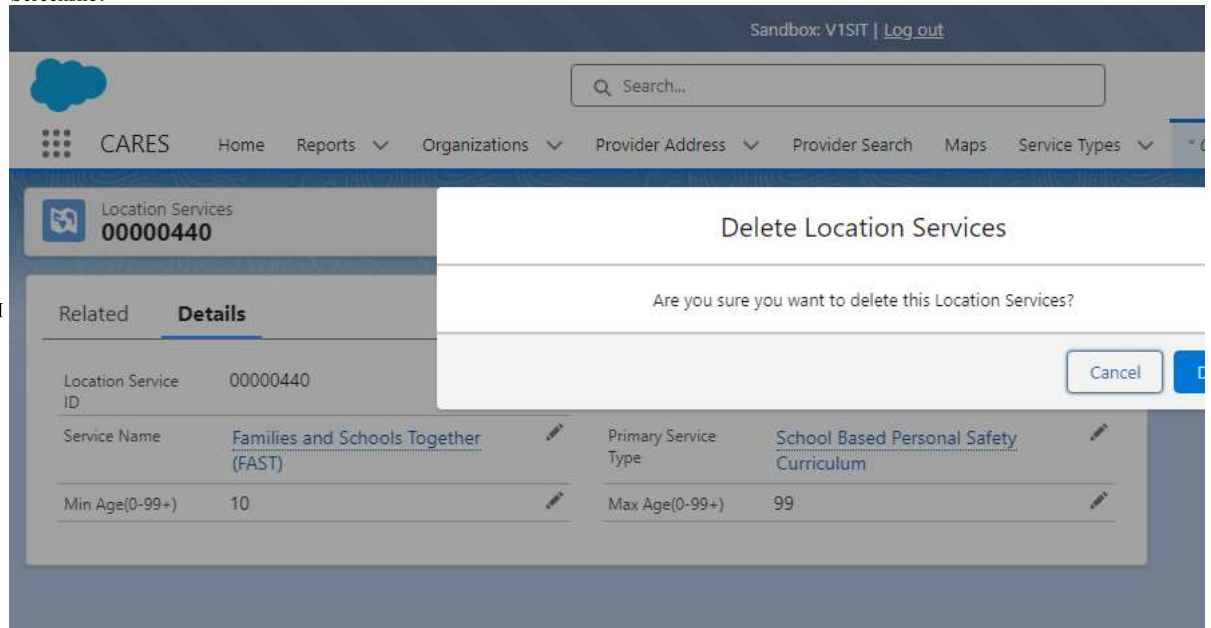 Sandbox: V1SIT | Log out
Search...
CARES Home Reports Organizations Provider Address Provider Search Maps Service Types *
Location Services
00000440
Delete Location Services
Are you sure you want to delete this Location Services?
Cancel D
Related Details
Location Service ID 00000440
Service Name Families and Schools Together (FAST) Primary Service Type School Based Personal Safety Curriculum
Min Age(0-99+) 10 Max Age(0-99+) 99